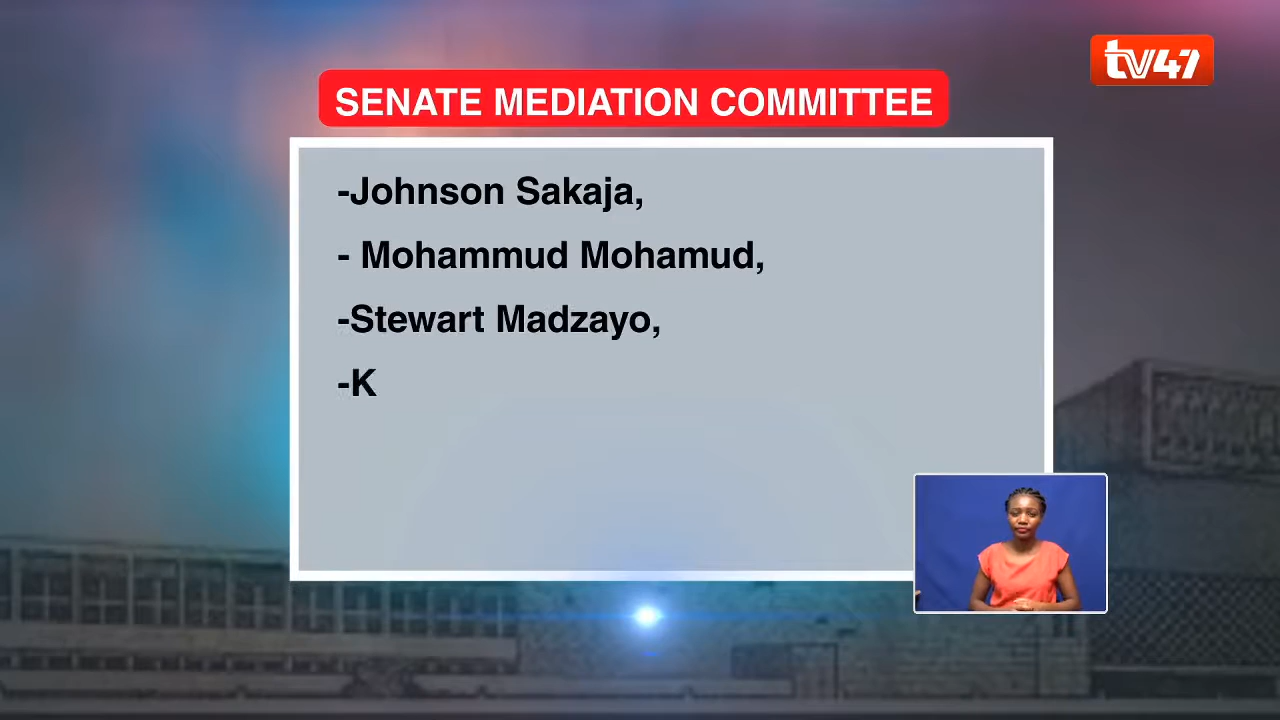 tv47
SENATE MEDIATION COMMITTEE
-Johnson Sakaja,
- Mohammud Mohamud,
-Stewart Madzayo,
-K